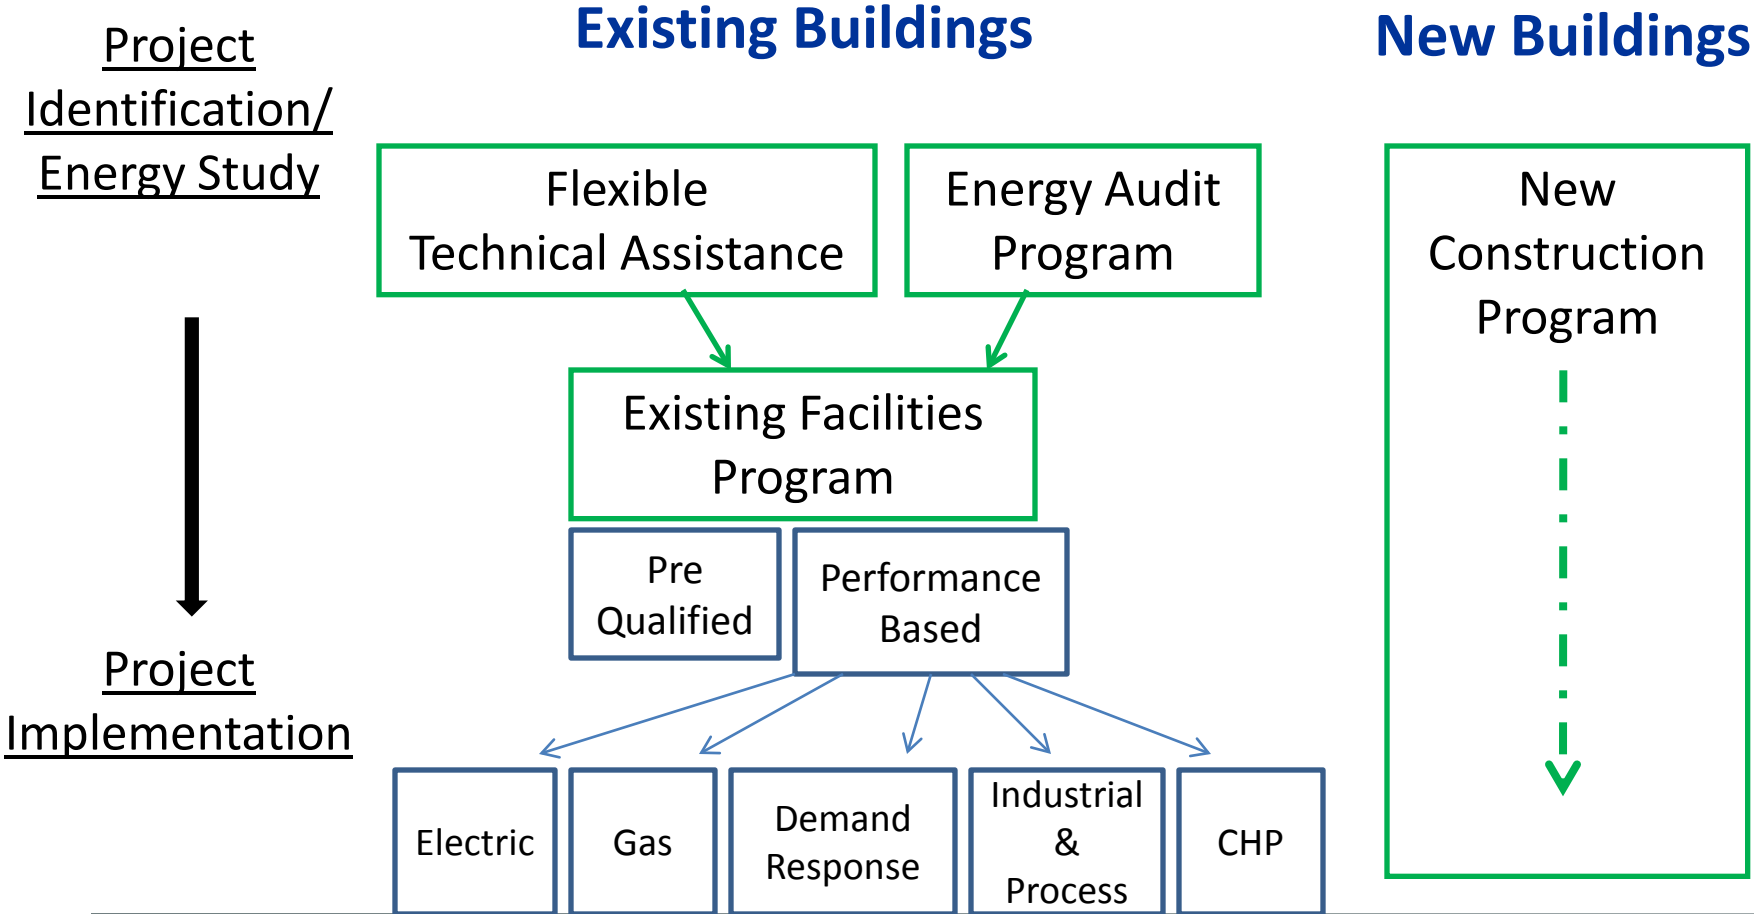 Project
Identification/
Energy Study
Existing Buildings
New Buildings
Flexible
Technical Assistance
Energy Audit
Program
New
Construction
Program
Existing Facilities
Program
Pre
Qualified
Performance
Based
Project
Implementation
Electric
Gas
Demand
Response
Industrial
&
Process
CHP